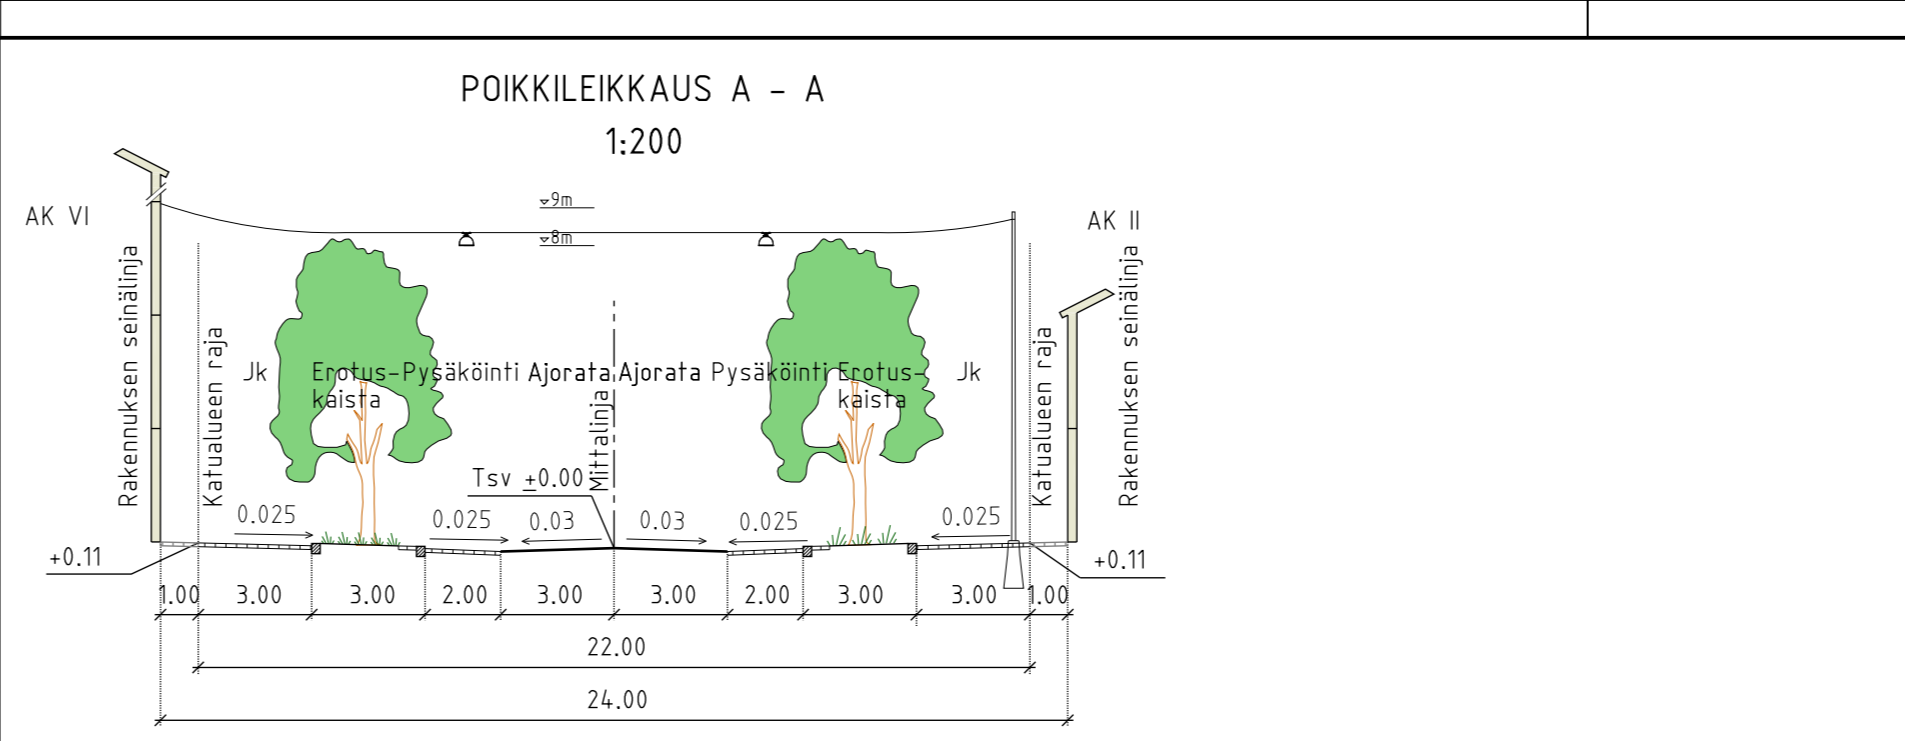 POIKKILEIKKAUS A - A
1:200
9m
8m
AK VI
AK II
Rakennuksen seinälinja
Katualueen raja
Jk
Erotus-
kaista
Pysäköinti
Ajorata
Mittalinja
Ajorata
Pysäköinti
Erotus-
kaista
Jk
Katualueen raja
Rakennuksen seinälinja
Tsv ±0.00
0.025
0.025
0.03
0.03
0.025
0.025
+0.11
+0.11
1.00 3.00 3.00 2.00 3.00 3.00 2.00 3.00 3.00 1.00
22.00
24.00